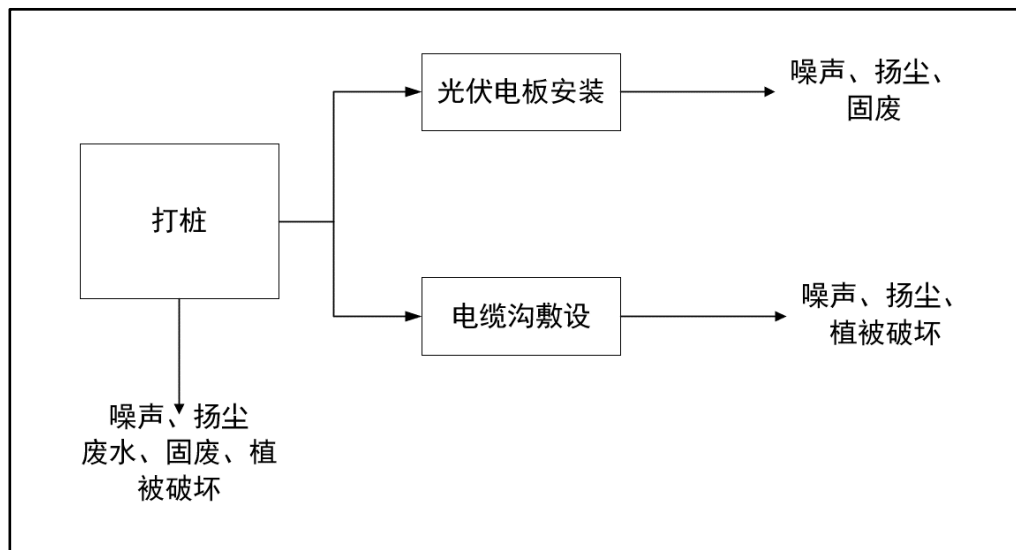 光伏电板安装
噪声、扬尘、
固废
打桩
电缆沟敷设
噪声、扬尘、
植被破坏
噪声、扬尘
废水、固废、植
被破坏